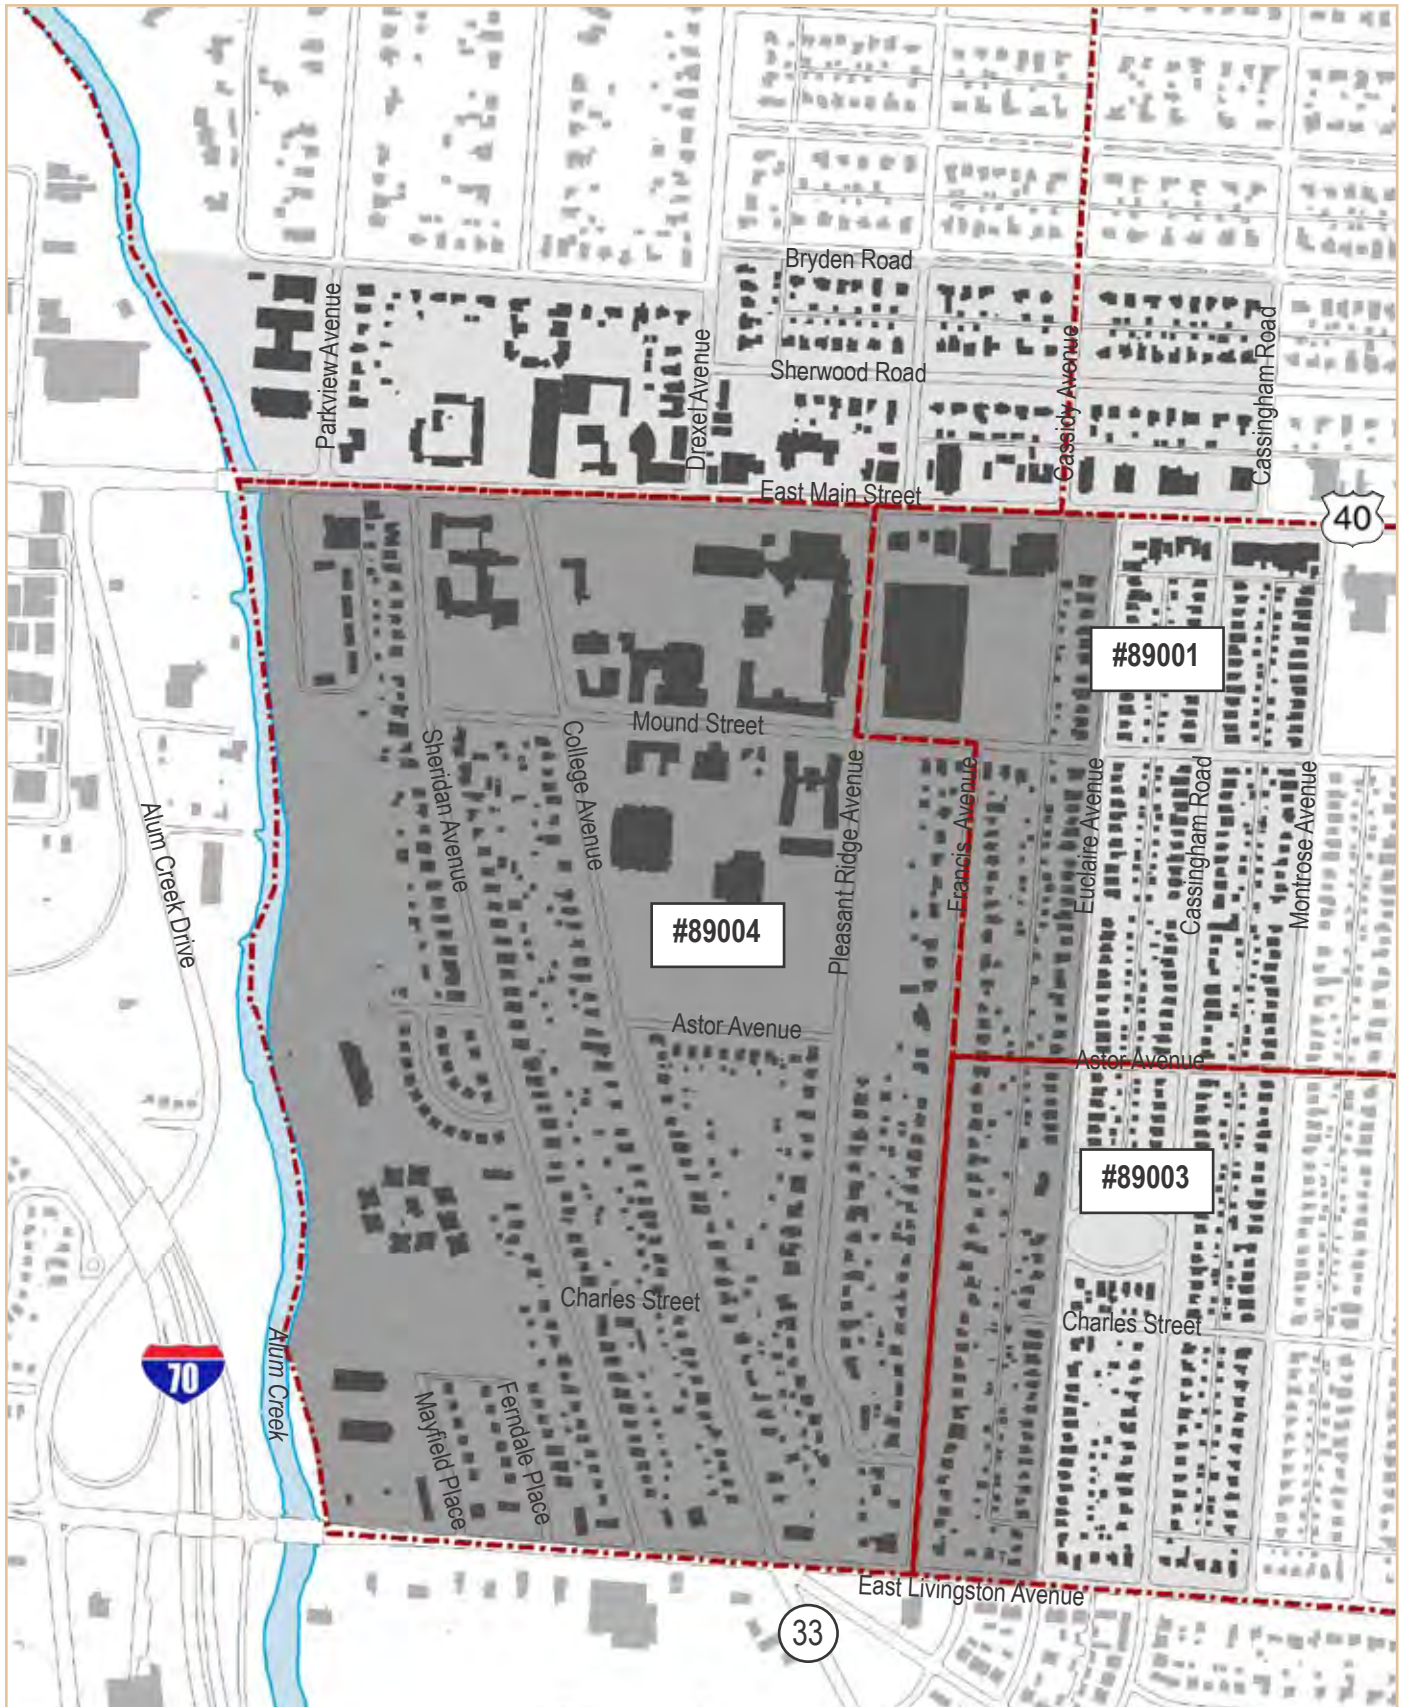 Bryden Road
Parkview Avenue
Cassingham Road
Cassidy Avenue
Drexel Avenue
Sherwood Road
East Main Street
40
#89001
Mound Street
Sheridan Avenue
College Avenue
Pleasant Ridge Avenue
Francis Avenue
Euclaire Avenue
Cassingham Road
Montrose Avenue
Alum Creek Drive
#89004
Astor Avenue
Astor Avenue
#89003
Charles Street
Charles Street
70
Alum Creek
Mayfield Place
Ferndale Place
East Livingston Avenue
33